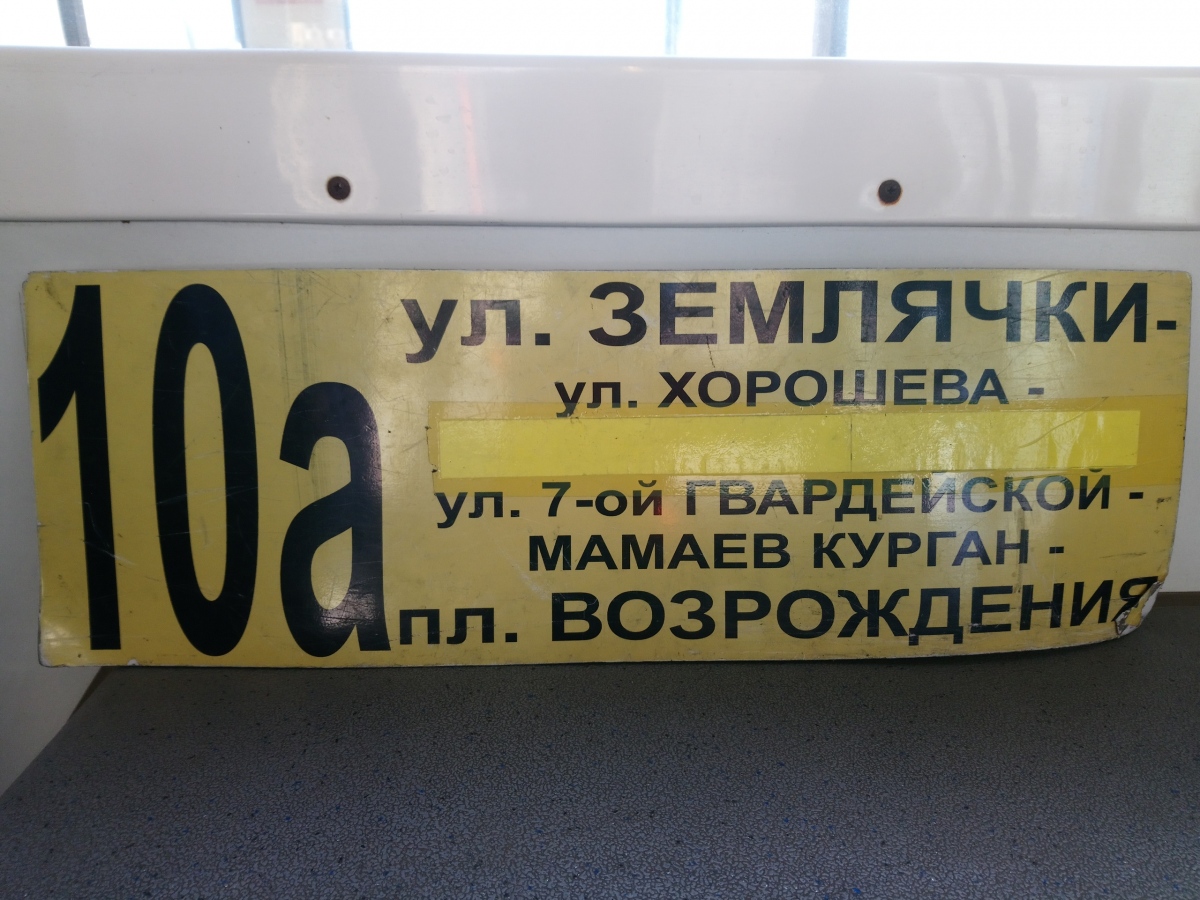 10а
ул. ЗЕМЛЯЧКИ-
ул. ХОРОШЕВА -
ул. 7-ой ГВАРДЕЙСКОЙ -
МАМАЕВ КУРГАН -
пл. ВОЗРОЖДЕНИЯ